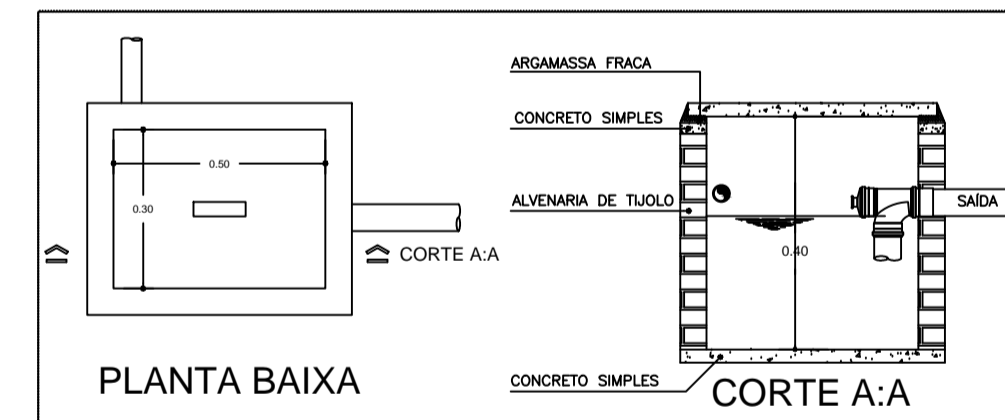 0.50
0.30
CORTE A:A
PLANTA BAIXA
ARGAMASSA FRACA
CONCRETO SIMPLES
ALVENARIA DE TIJOLO
SAÍDA
0.40
CONCRETO SIMPLES
CORTE A:A